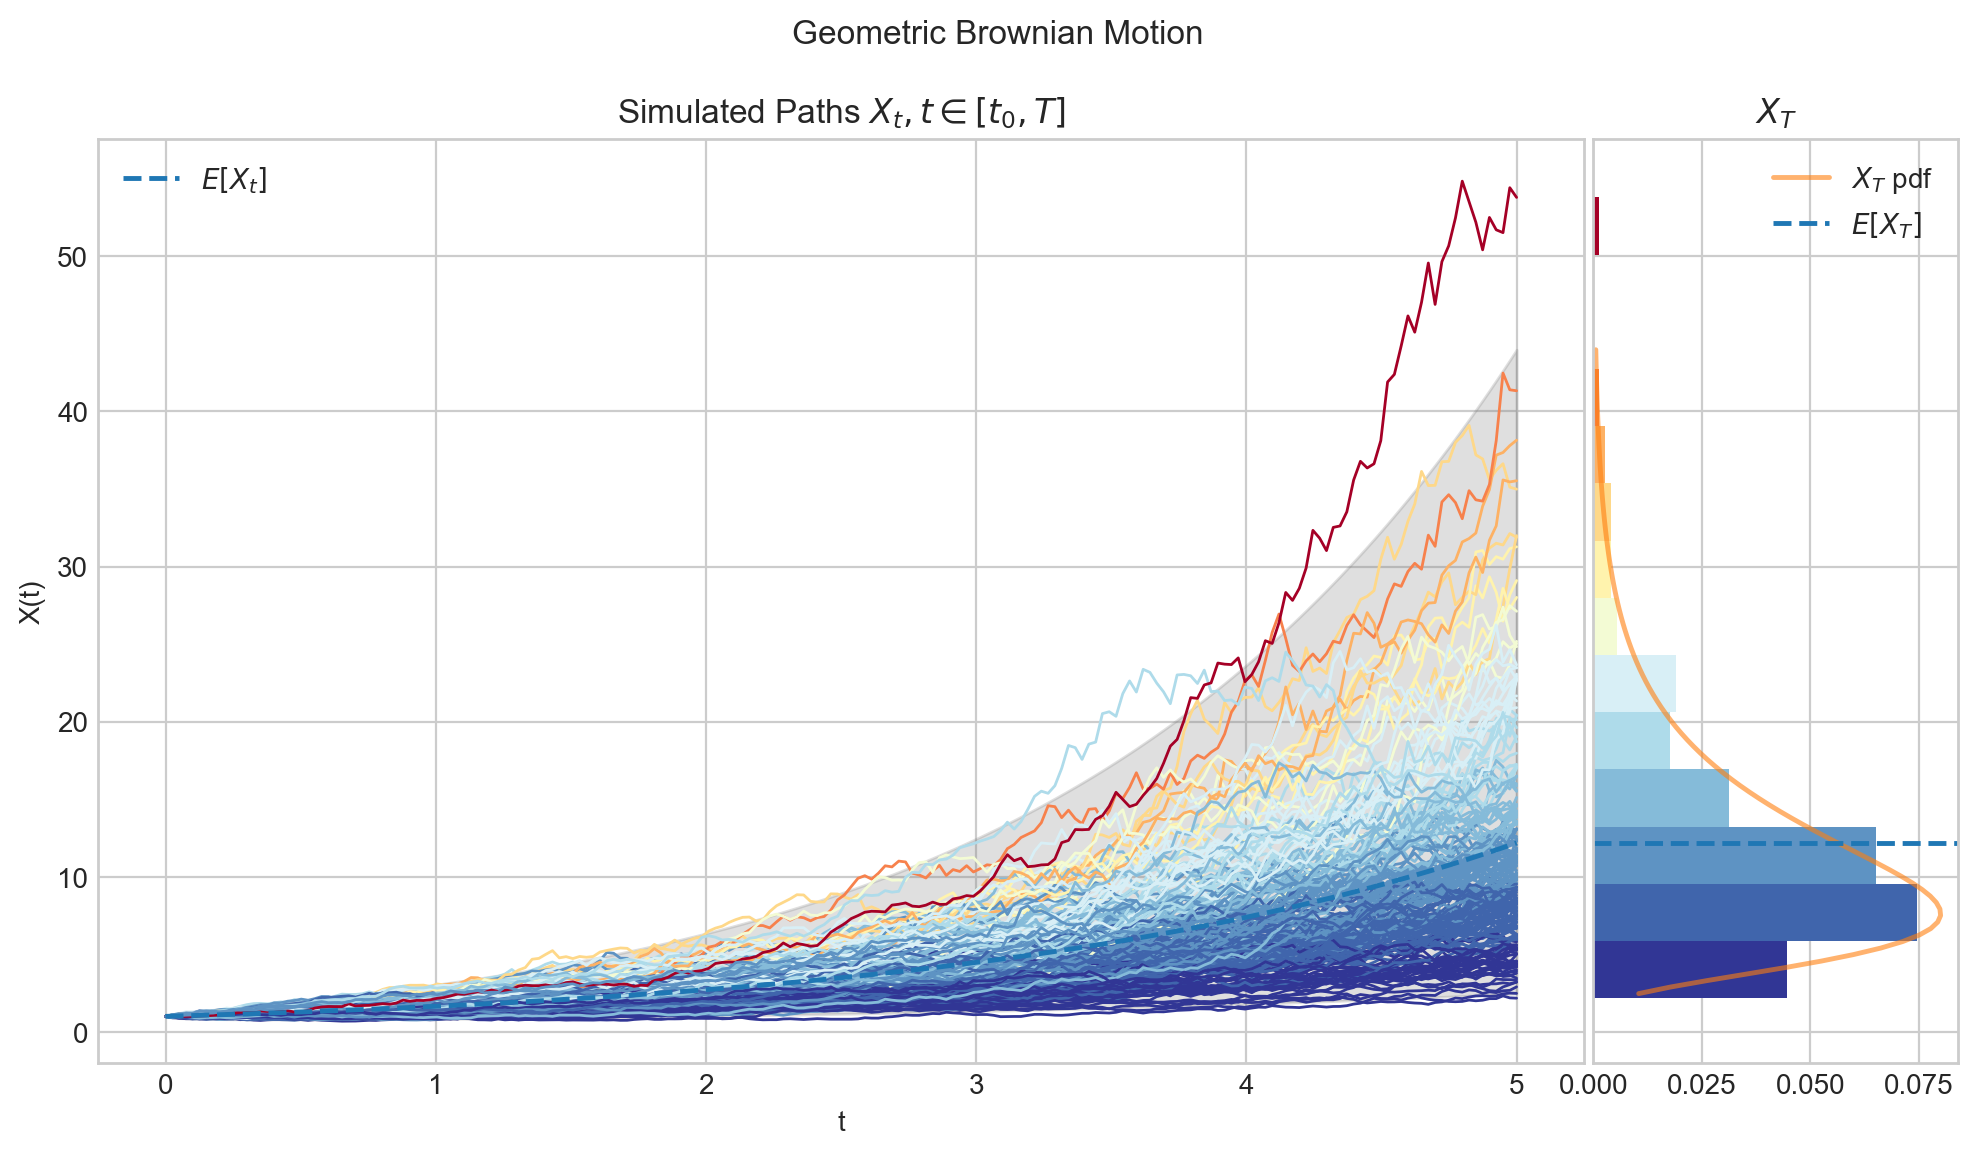 Geometric Brownian Motion
Simulated Paths $X_t, t \in [t_0, T]$
$X_T$
$E[X_t]$
$X_T$ pdf
$E[X_T]$
X(t)
50
40
30
20
10
0
0 1 2 3 4 5
0.000 0.025 0.050 0.075
t